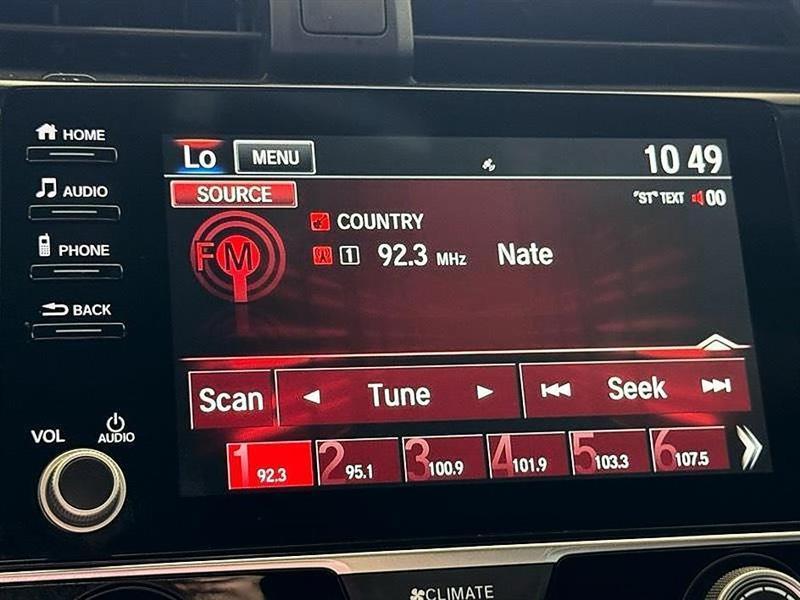 HOME
Lo MENU 10 49
AUDIO
SOURCE "ST" TEXT 00
COUNTRY
FM 1 92.3 MHz Nate
PHONE
BACK
Scan Tune Seek
VOL AUDIO
1 92.3 2 95.1 3 100.9 4 101.9 5 103.3 6 107.5
CLIMATE